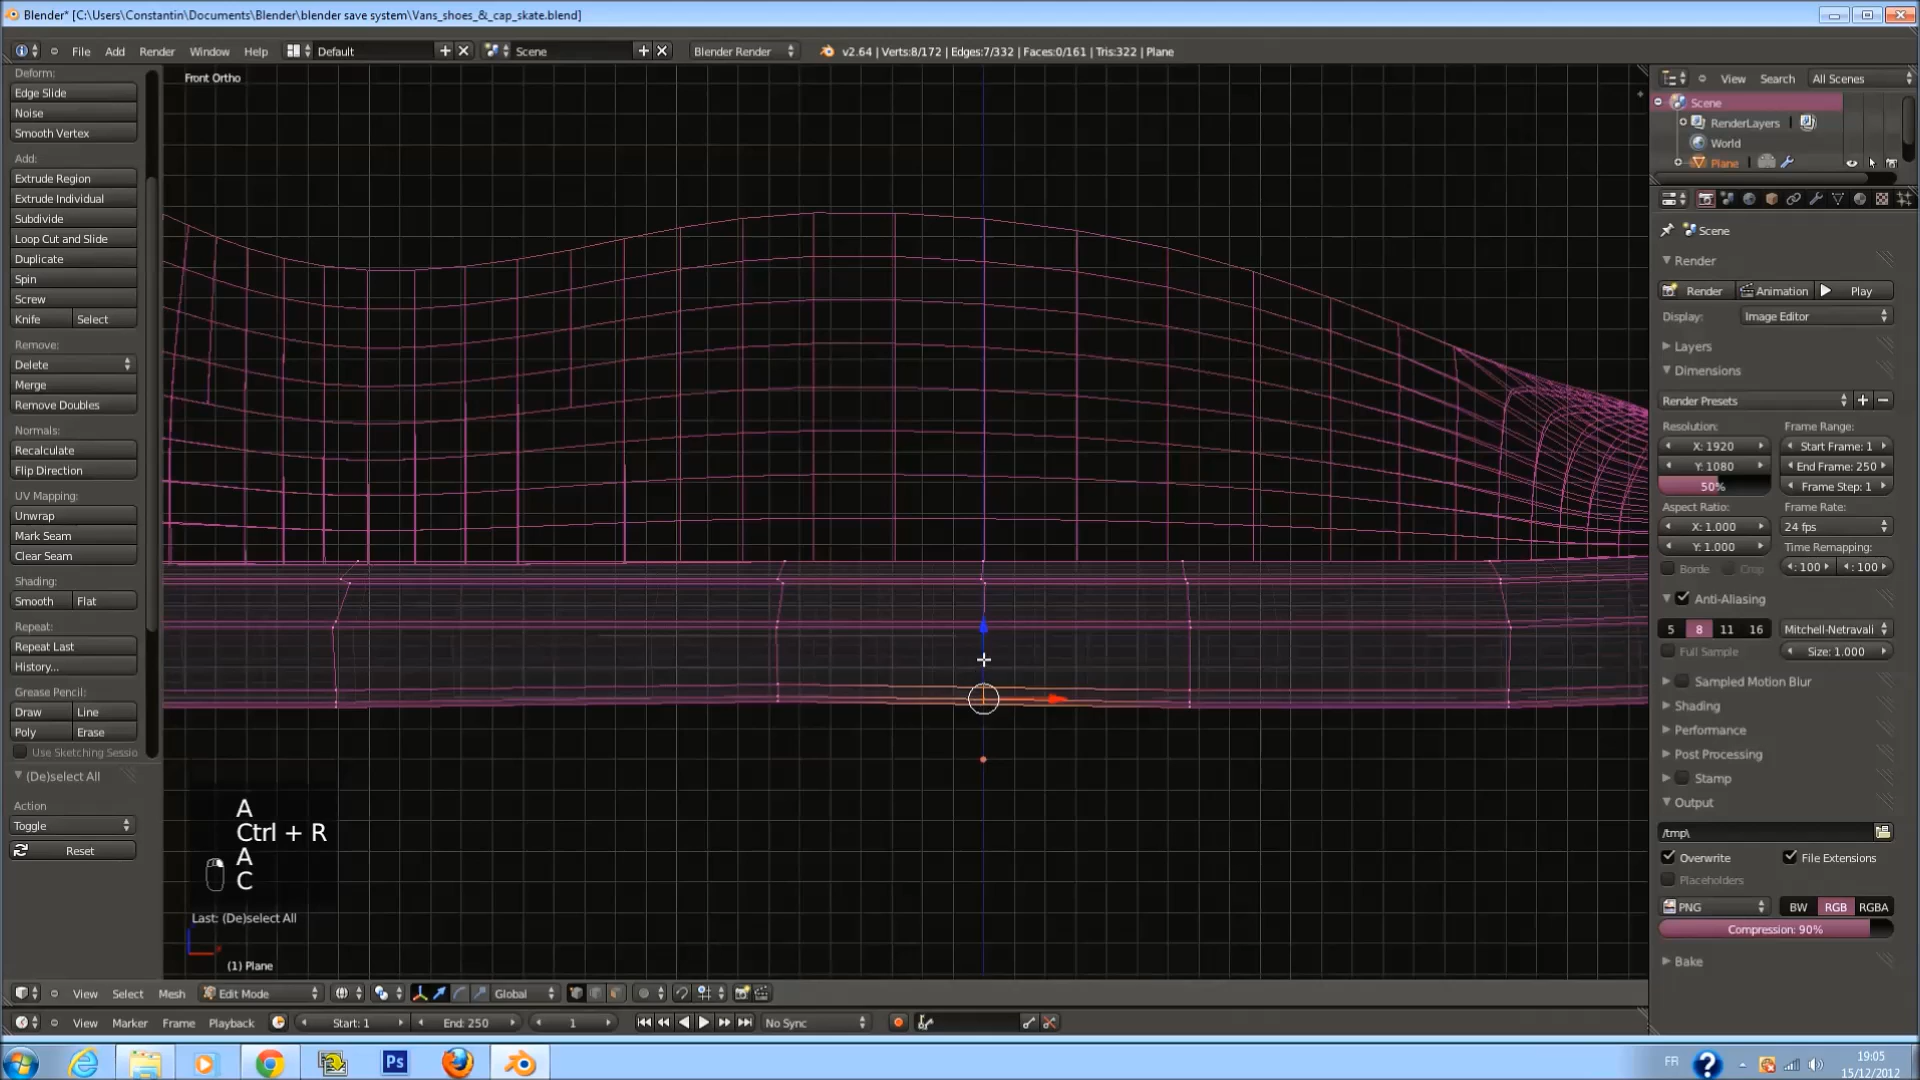 Blender* [C:\Users\Constantin\Documents\Blender\blender save system\Vans_shoes_&_cap_skate.blend]
File Add Render Window Help Default Scene Blender Render v2.64 | Verts:8/172 | Edges:7/332 | Faces:0/161 | Tris:322 | Plane
Deform:
Edge Slide
Noise
Smooth Vertex
Add:
Extrude Region
Extrude Individual
Subdivide
Loop Cut and Slide
Duplicate
Spin
Screw
Knife Select
Remove:
Delete
Merge
Remove Doubles
Normals:
Recalculate
Flip Direction
UV Mapping:
Unwrap
Mark Seam
Clear Seam
Shading:
Smooth Flat
Repeat:
Repeat Last
History...
Grease Pencil:
Draw Line
Poly Erase
Use Sketching Sessio
(De)select All
Action
Toggle
Reset
Front Ortho
A
Ctrl + R
A
C
Last: (De)select All
(1) Plane
View Search All Scenes
Scene
RenderLayers
World
Plane
Scene
Render
Render Animation Play
Display: Image Editor
Layers
Dimensions
Render Presets
Resolution: Frame Range:
X: 1920 Start Frame: 1
Y: 1080 End Frame: 250
50% Frame Step: 1
Aspect Ratio: Frame Rate:
X: 1.000 24 fps
Y: 1.000 Time Remapping:
Borde Crop : 100 : 100
Anti-Aliasing
5 8 11 16 Mitchell-Netravali
Full Sample Size: 1.000
Sampled Motion Blur
Shading
Performance
Post Processing
Stamp
Output
/tmp\
Overwrite File Extensions
Placeholders
PNG BW RGB RGBA
Compression: 90%
Bake
View Select Mesh Edit Mode Global
View Marker Frame Playback Start: 1 End: 250 1 No Sync
Ps FR 19:05
15/12/2012